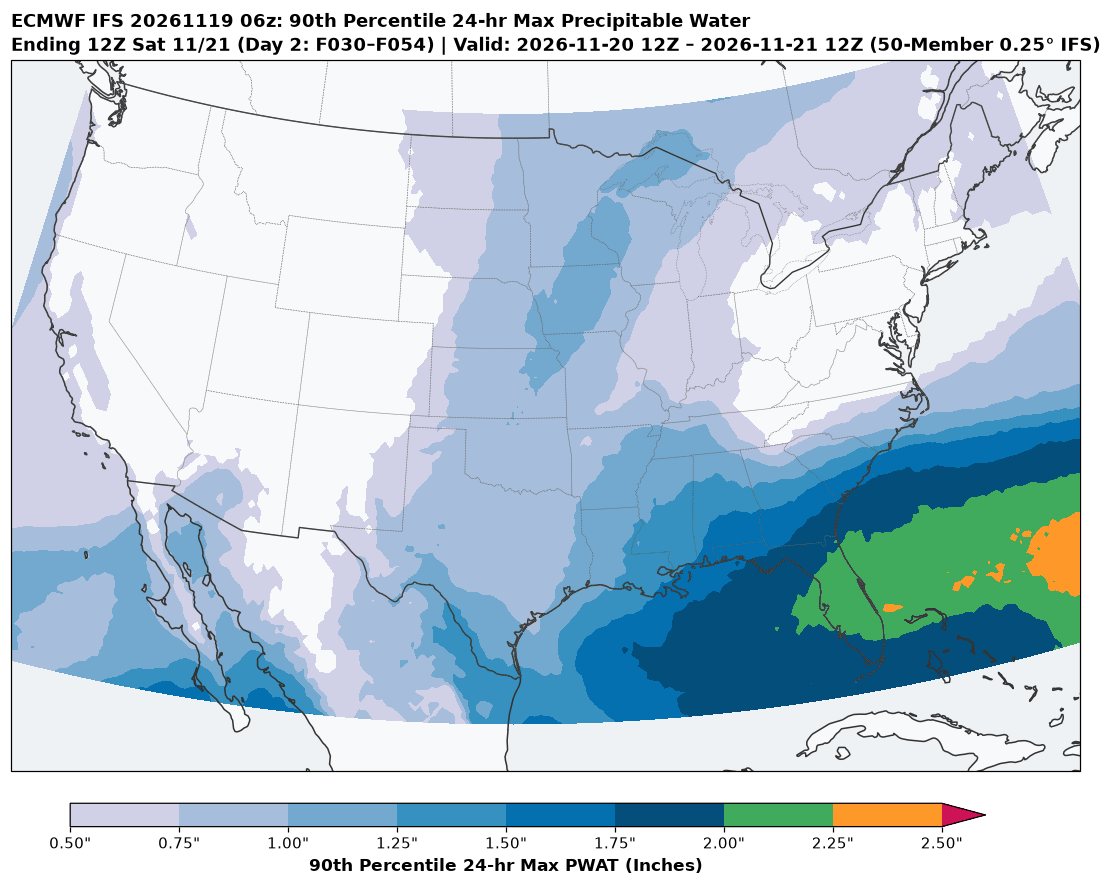 ECMWF IFS 20261119 06z: 90th Percentile 24-hr Max Precipitable Water
Ending 12Z Sat 11/21 (Day 2: F030–F054) | Valid: 2026-11-20 12Z – 2026-11-21 12Z (50-Member 0.25° IFS)
0.50" 0.75" 1.00" 1.25" 1.50" 1.75" 2.00" 2.25" 2.50"
90th Percentile 24-hr Max PWAT (Inches)